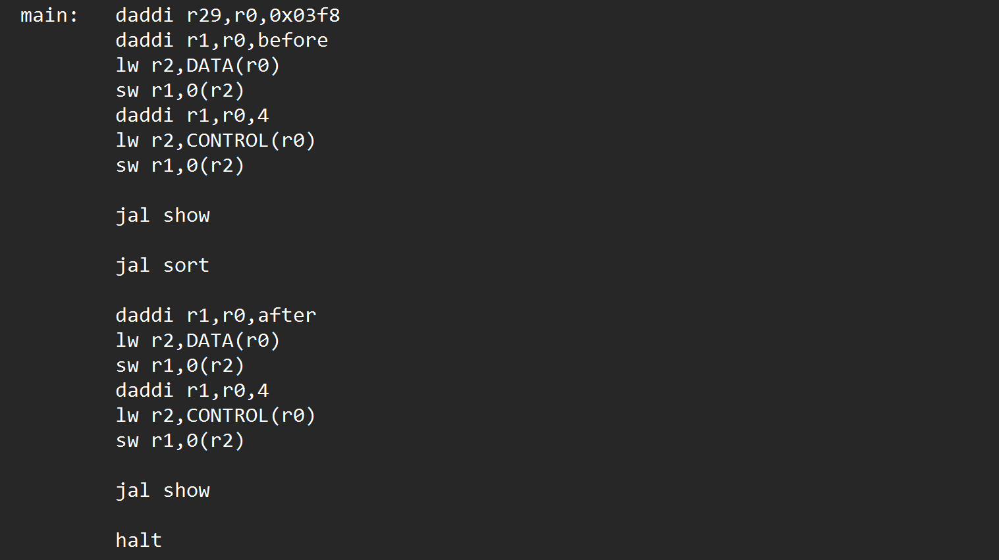 main:   daddi r29,r0,0x03f8
        daddi r1,r0,before
        lw r2,DATA(r0)
        sw r1,0(r2)
        daddi r1,r0,4
        lw r2,CONTROL(r0)
        sw r1,0(r2)
        jal show
        jal sort
        daddi r1,r0,after
        lw r2,DATA(r0)
        sw r1,0(r2)
        daddi r1,r0,4
        lw r2,CONTROL(r0)
        sw r1,0(r2)
        jal show
        halt